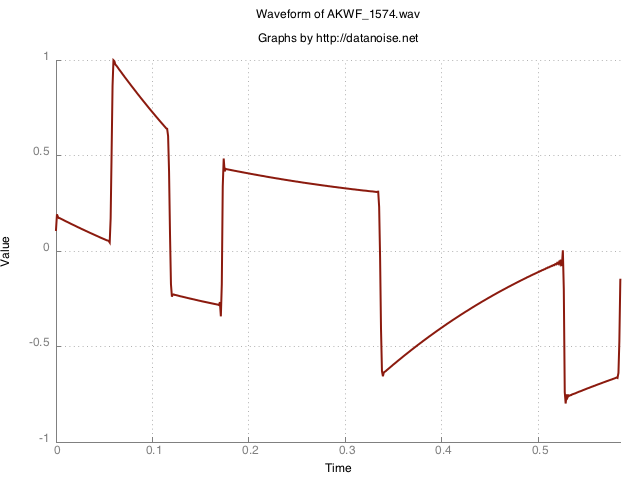 Waveform of AKWF_1574.wav
Graphs by http://datanoise.net
1
0.5
0
-0.5
-1
Value
0 0.1 0.2 0.3 0.4 0.5
Time